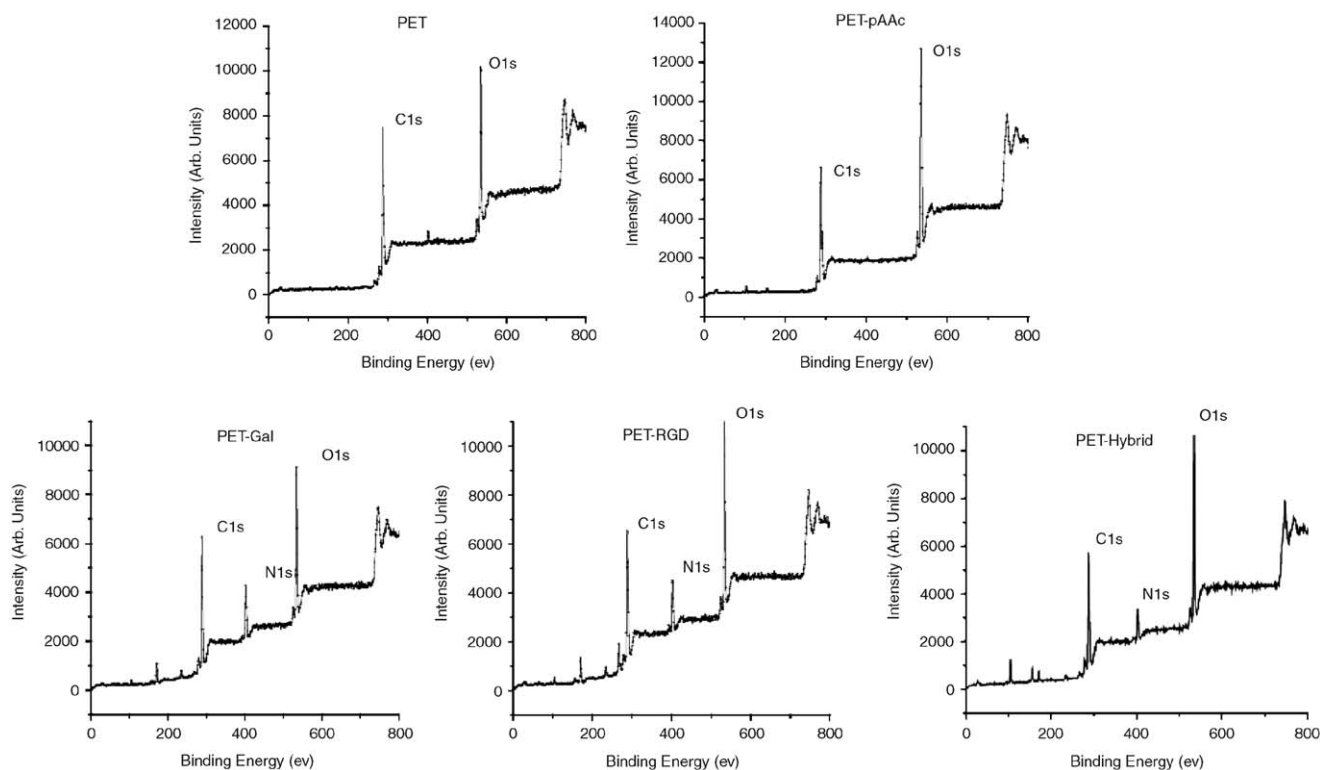 PET
12000
10000
8000
6000
4000
2000
0
Intensity (Arb. Units)
C1s
O1s
0 200 400 600 800
Binding Energy (ev)
PET-pAAc
14000
12000
10000
8000
6000
4000
2000
0
Intensity (Arb. Units)
C1s
O1s
0 200 400 600 800
Binding Energy (ev)
PET-Gal
10000
8000
6000
4000
2000
0
Intensity (Arb. Units)
C1s
N1s
O1s
0 200 400 600 800
Binding Energy (ev)
PET-RGD
10000
8000
6000
4000
2000
0
Intensity (Arb. Units)
C1s
N1s
O1s
0 200 400 600 800
Binding Energy (ev)
PET-Hybrid
10000
8000
6000
4000
2000
0
Intensity (Arb. Units)
C1s
N1s
O1s
0 200 400 600 800
Binding Energy (ev)